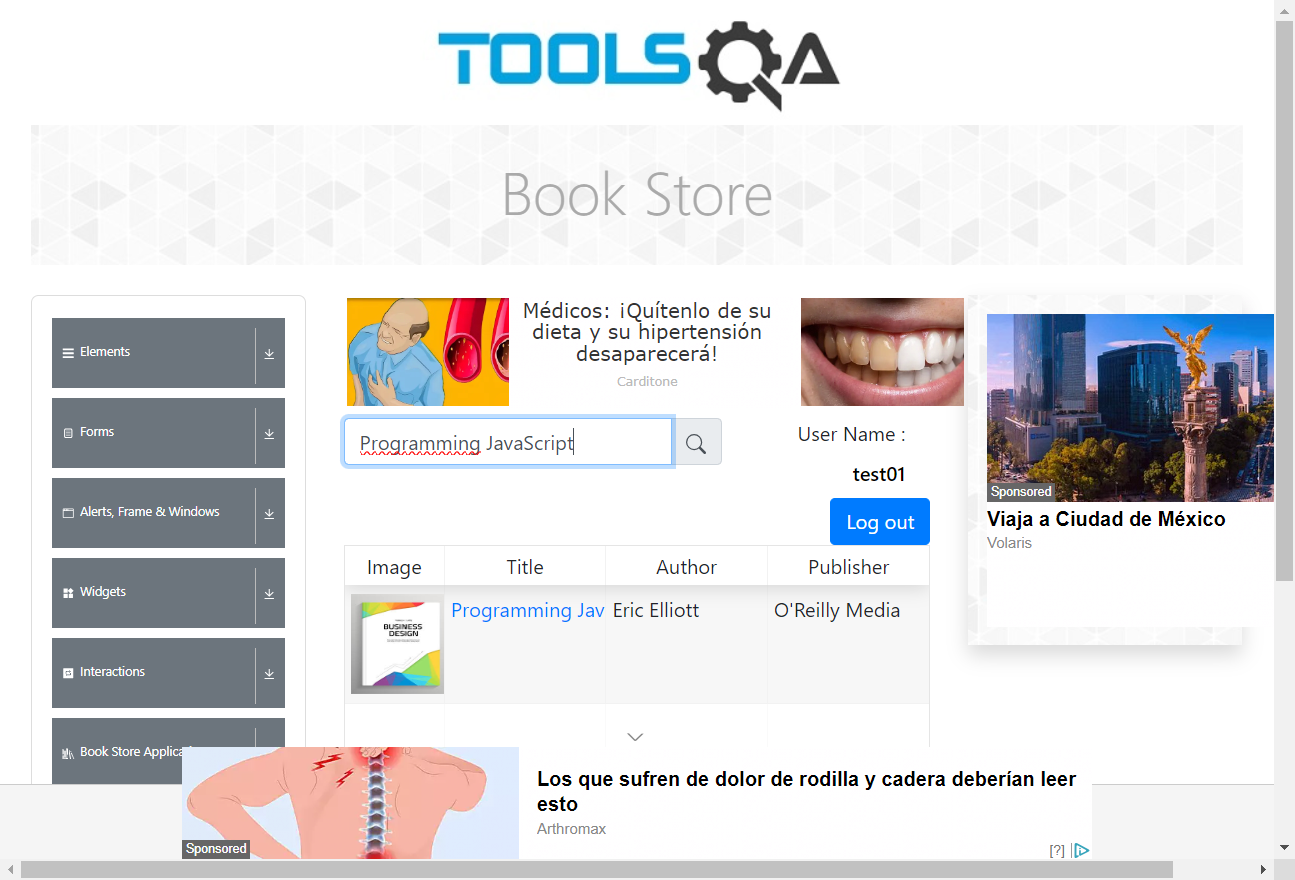 TOOLSQA
Book Store
Elements
Forms
Alerts, Frame & Windows
Widgets
Interactions
Book Store Applica
Médicos: ¡Quítenlo de su
dieta y su hipertensión
desaparecerá!
Carditone
Programming JavaScript
User Name :
test01
Log out
Image Title Author Publisher
BUSINESS
DESIGN
Programming Jav Eric Elliott O'Reilly Media
Sponsored
Viaja a Ciudad de México
Volaris
Los que sufren de dolor de rodilla y cadera deberían leer
esto
Arthromax
Sponsored
[?]